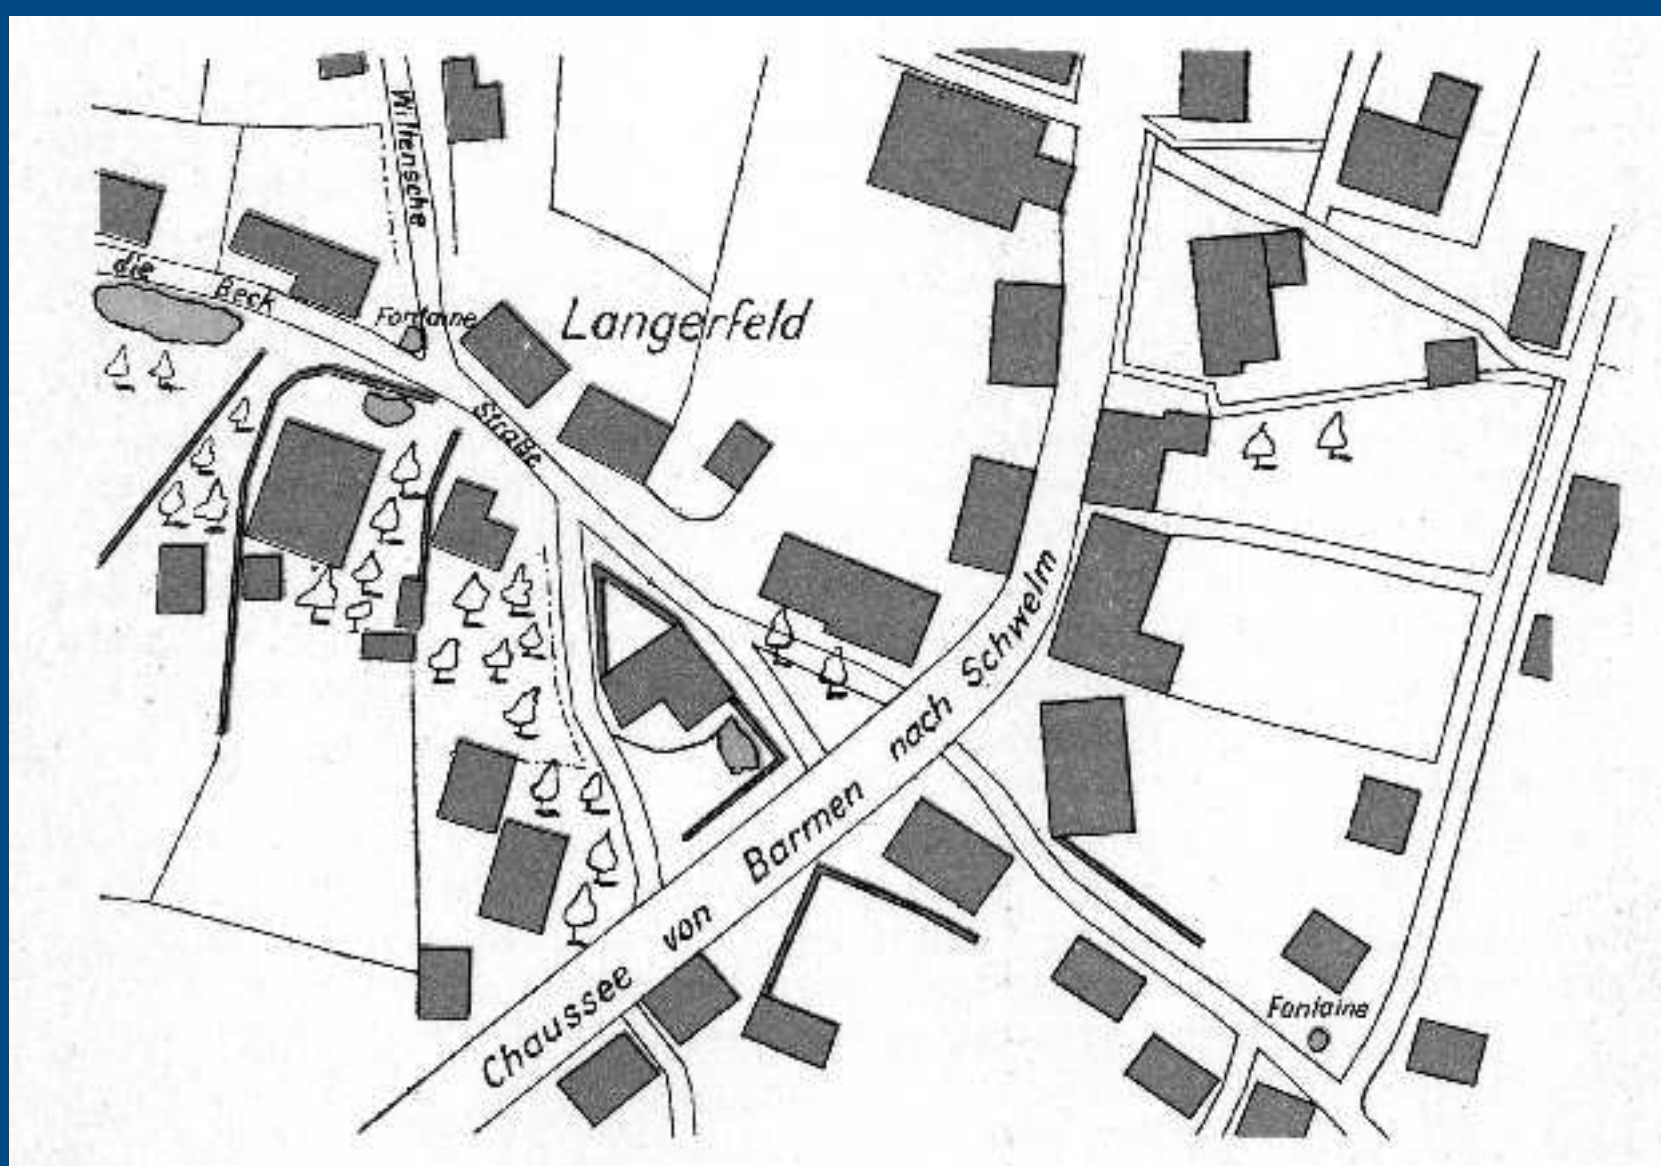 Wittensche
Straße
die Beck
Fontaine
Langerfeld
Chaussee von Barmen nach Schwelm
Fontaine